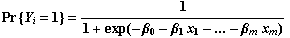 Pr {Yᵢ = 1} = 1 / (1 + exp(−β₀ − β₁ x₁ − ... − βₘ xₘ))